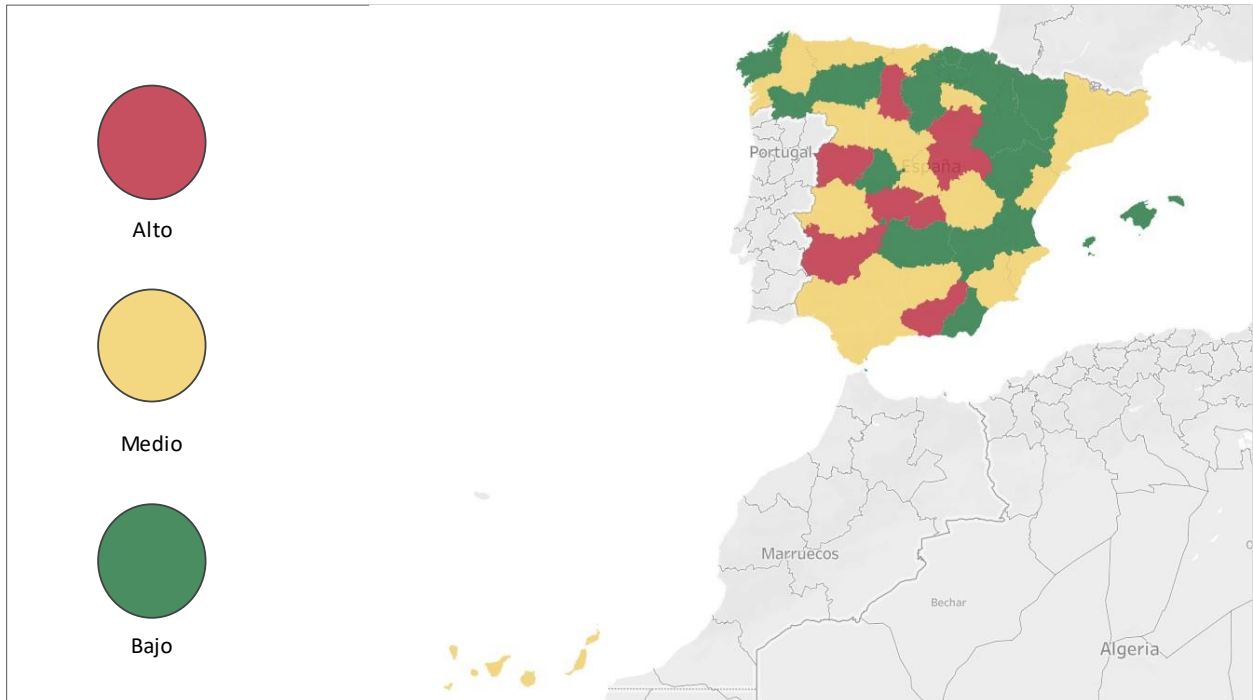 Alto
Medio
Bajo
Portugal
España
Marruecos
Bechar
Algeria